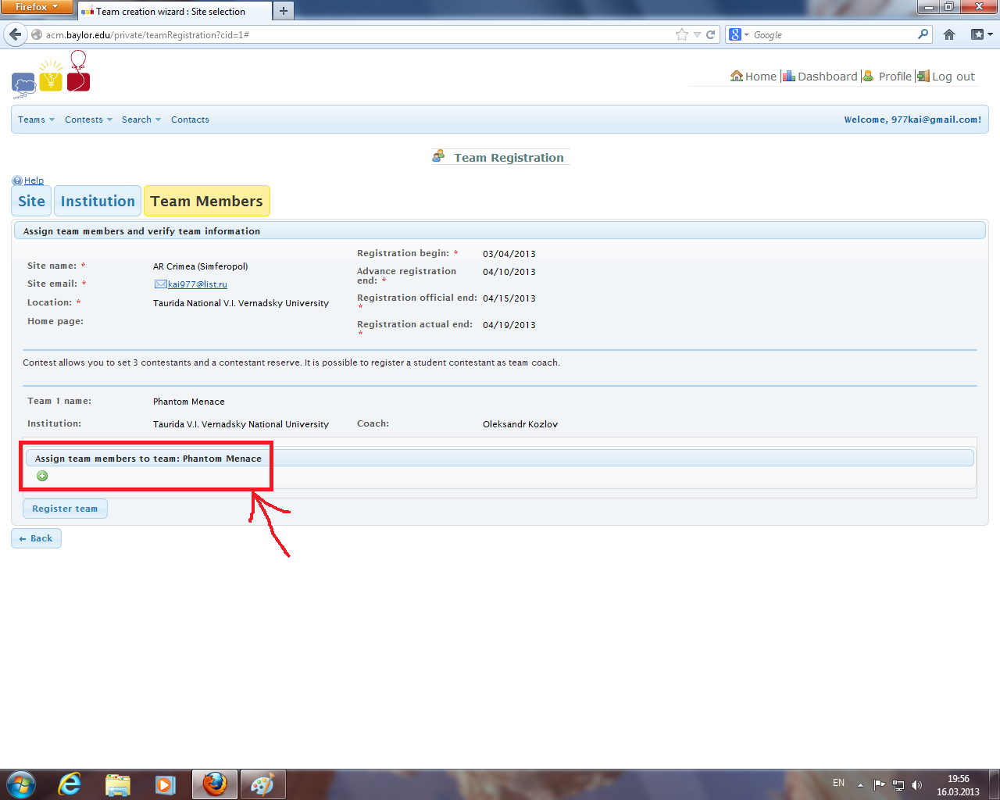 Firefox
Team creation wizard : Site selection
acm.baylor.edu/private/teamRegistration?cid=1#
Google
Home Dashboard Profile Log out
Teams Contests Search Contacts Welcome, 977kai@gmail.com!
Team Registration
Help
Site Institution Team Members
Assign team members and verify team information
Registration begin: * 03/04/2013
Site name: * AR Crimea (Simferopol)
Advance registration end: * 04/10/2013
Site email: * kai977@list.ru
Registration official end: * 04/15/2013
Location: * Taurida National V.I. Vernadsky University
Home page:
Registration actual end: * 04/19/2013
Contest allows you to set 3 contestants and a contestant reserve. It is possible to register a student contestant as team coach.
Team 1 name: Phantom Menace
Institution: Taurida V.I. Vernadsky National University Coach: Oleksandr Kozlov
Assign team members to team: Phantom Menace
Register team
← Back
EN 19:56
16.03.2013